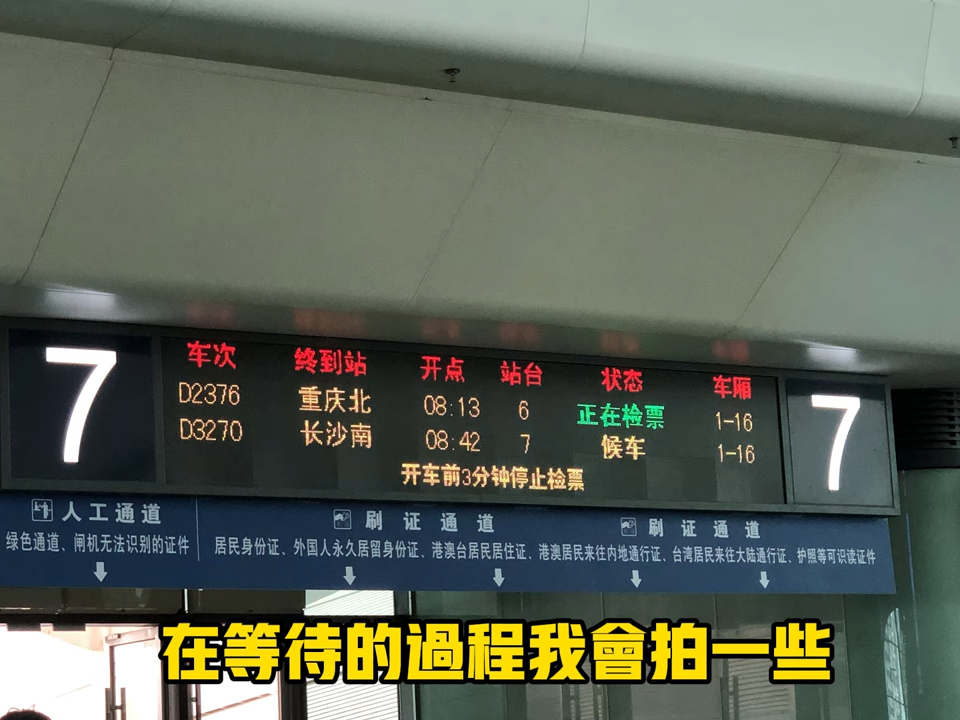 7
车次 终到站 开点 站台 状态 车厢
D2376 重庆北 08:13 6 正在检票 1-16
D3270 长沙南 08:42 7 候车 1-16
开车前3分钟停止检票
7
人工通道
绿色通道、闸机无法识别的证件
刷证通道 刷证通道
居民身份证、外国人永久居留身份证、港澳台居民居住证、港澳居民来往内地通行证、台湾居民来往大陆通行证、护照等可识读证件
在等待的過程我會拍一些